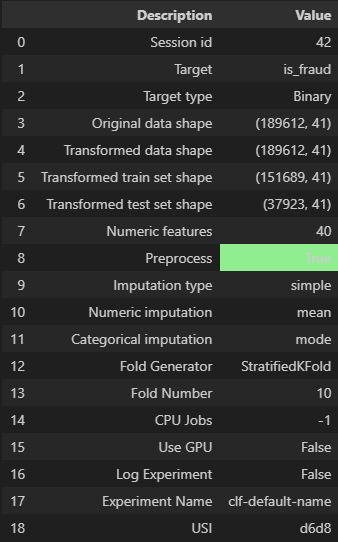 Description Value
0 Session id 42
1 Target is_fraud
2 Target type Binary
3 Original data shape (189612, 41)
4 Transformed data shape (189612, 41)
5 Transformed train set shape (151689, 41)
6 Transformed test set shape (37923, 41)
7 Numeric features 40
8 Preprocess True
9 Imputation type simple
10 Numeric imputation mean
11 Categorical imputation mode
12 Fold Generator StratifiedKFold
13 Fold Number 10
14 CPU Jobs -1
15 Use GPU False
16 Log Experiment False
17 Experiment Name clf-default-name
18 USI d6d8